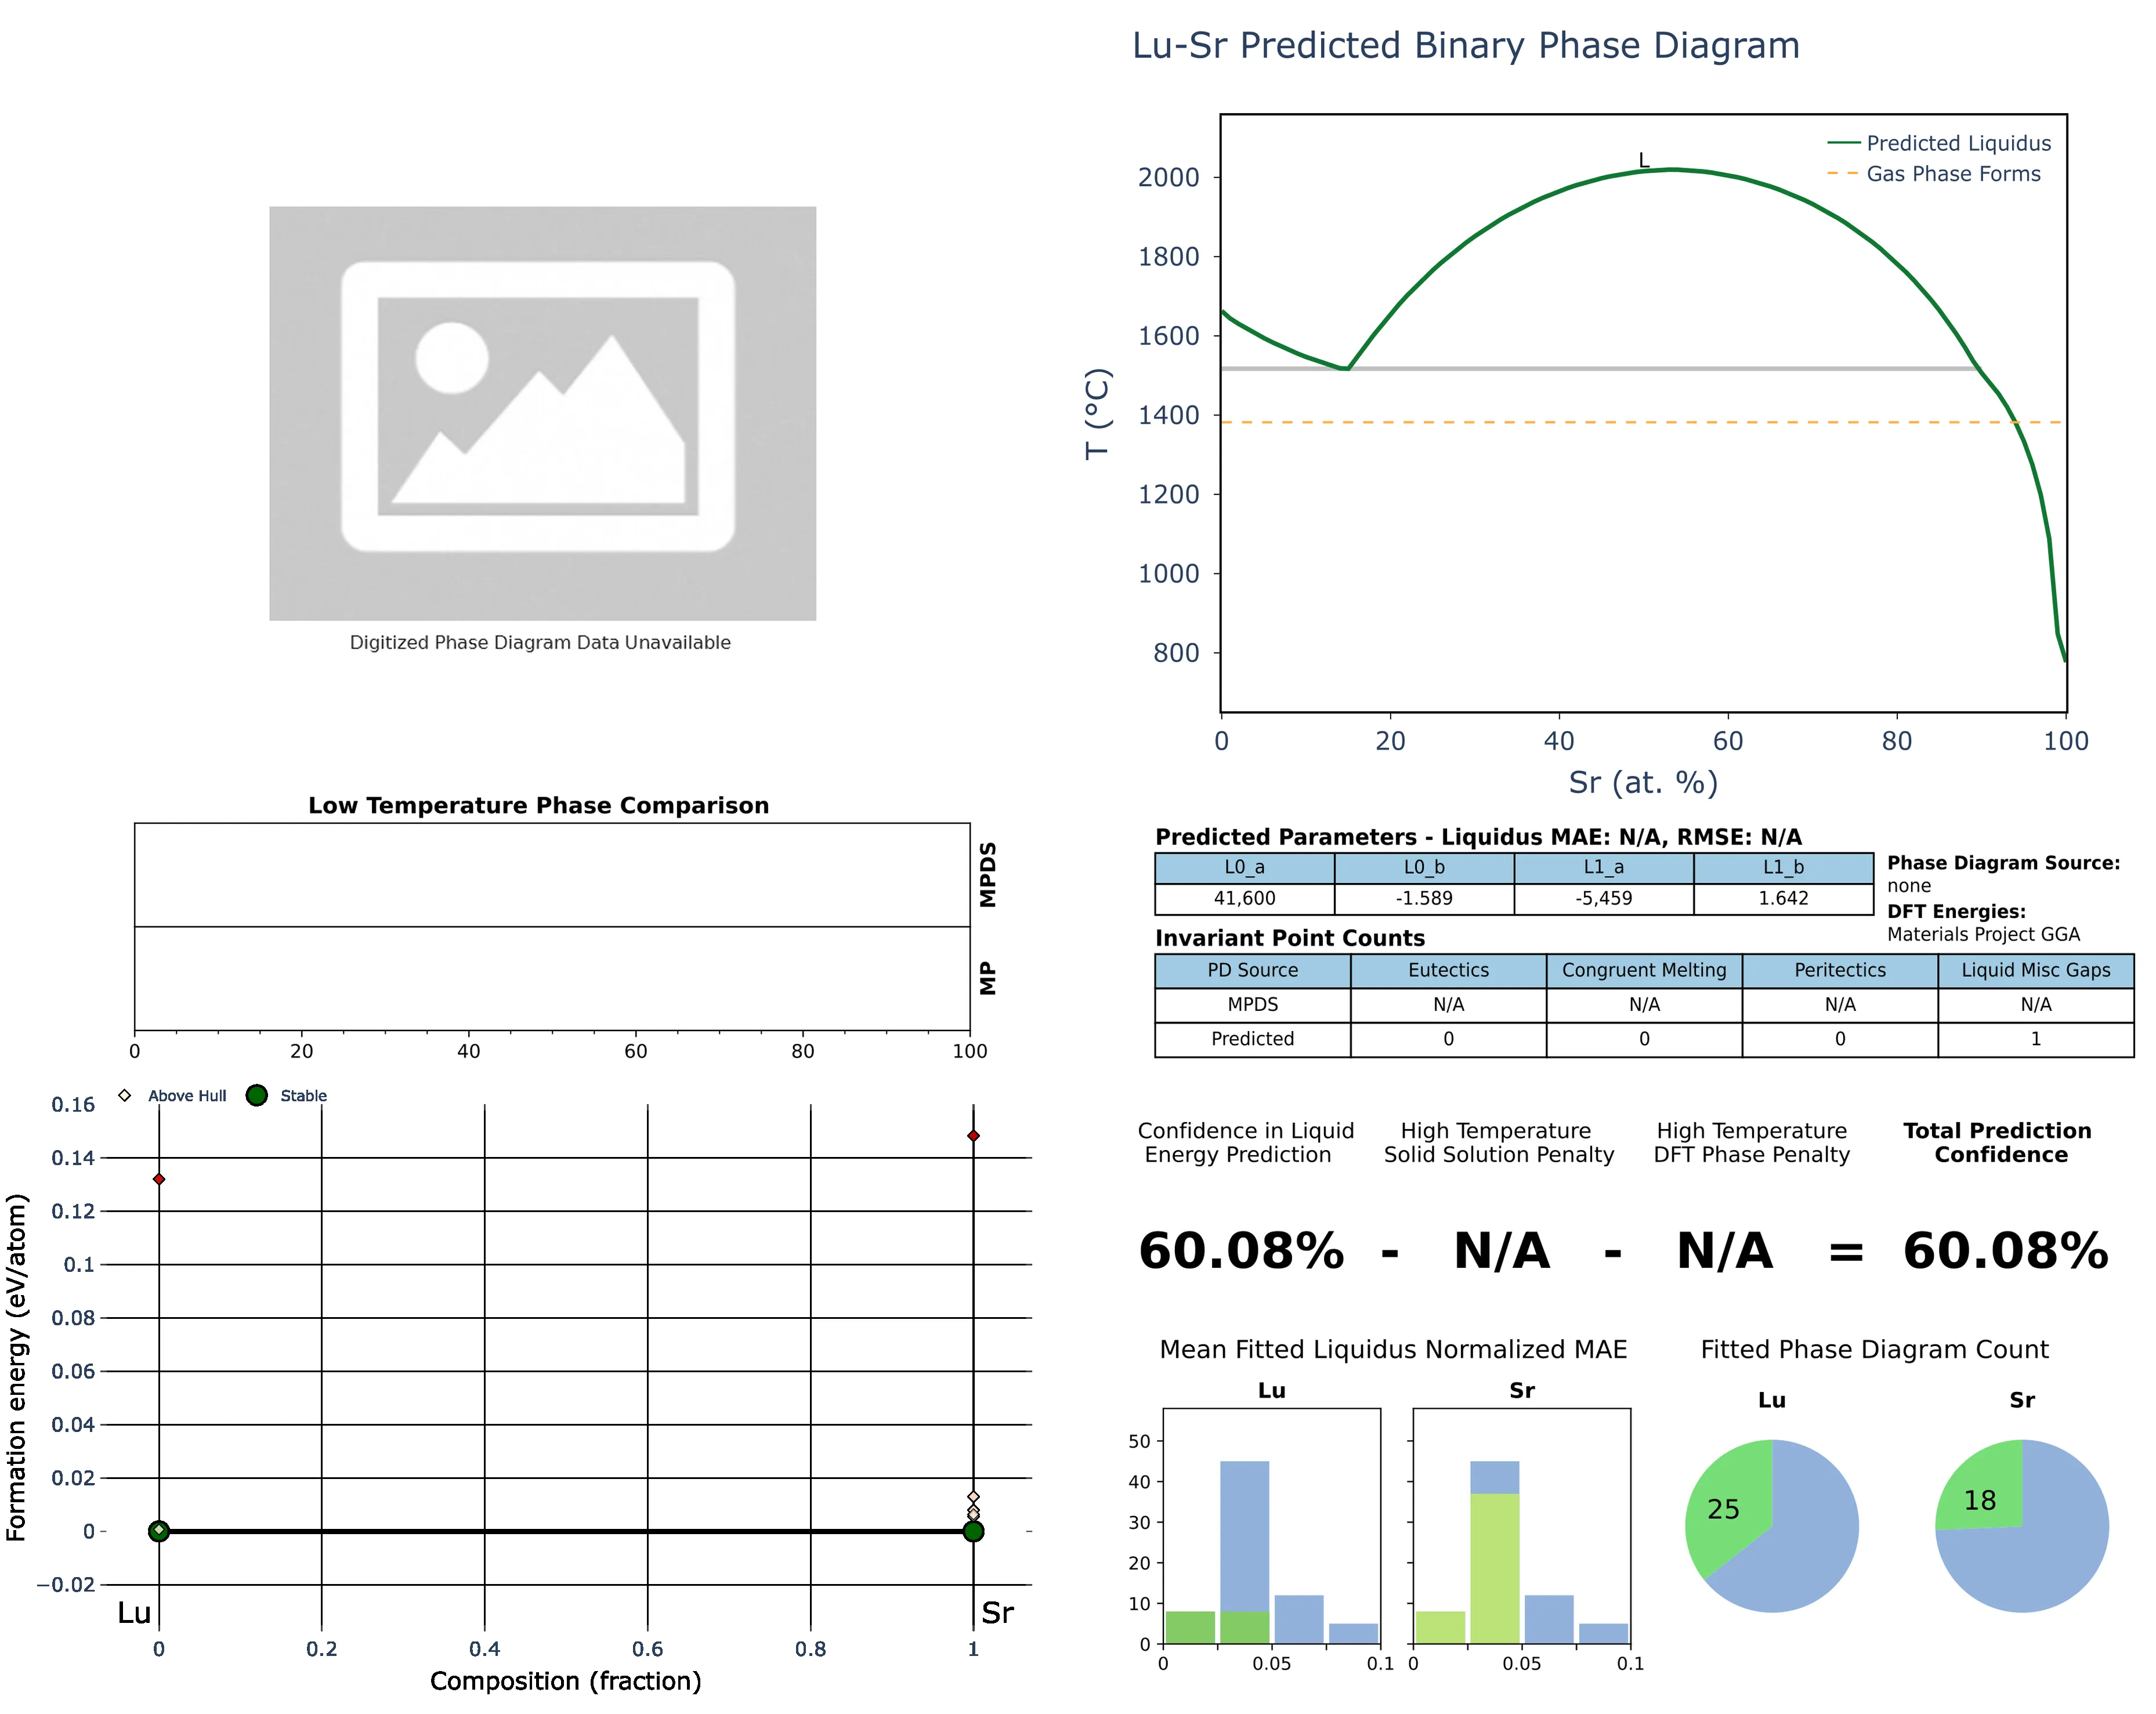 Lu-Sr Predicted Binary Phase Diagram
Predicted Liquidus
Gas Phase Forms
L
2000
1800
1600
1400
1200
1000
800
T (°C)
0 20 40 60 80 100
Sr (at. %)
Digitized Phase Diagram Data Unavailable
Low Temperature Phase Comparison
MPDS
MP
0 20 40 60 80 100
Predicted Parameters - Liquidus MAE: N/A, RMSE: N/A
L0_a L0_b L1_a L1_b
41,600 -1.589 -5,459 1.642
Phase Diagram Source:
none
DFT Energies:
Materials Project GGA
Invariant Point Counts
PD Source Eutectics Congruent Melting Peritectics Liquid Misc Gaps
MPDS N/A N/A N/A N/A
Predicted 0 0 0 1
Above Hull Stable
0.16
0.14
0.12
0.1
0.08
0.06
0.04
0.02
0
−0.02
Formation energy (eV/atom)
Lu Sr
0 0.2 0.4 0.6 0.8 1
Composition (fraction)
Confidence in Liquid
Energy Prediction
High Temperature
Solid Solution Penalty
High Temperature
DFT Phase Penalty
Total Prediction
Confidence
60.08% - N/A - N/A = 60.08%
Mean Fitted Liquidus Normalized MAE
Lu Sr
50
40
30
20
10
0
0 0.05 0.1
0 0.05 0.1
Fitted Phase Diagram Count
Lu Sr
25 18